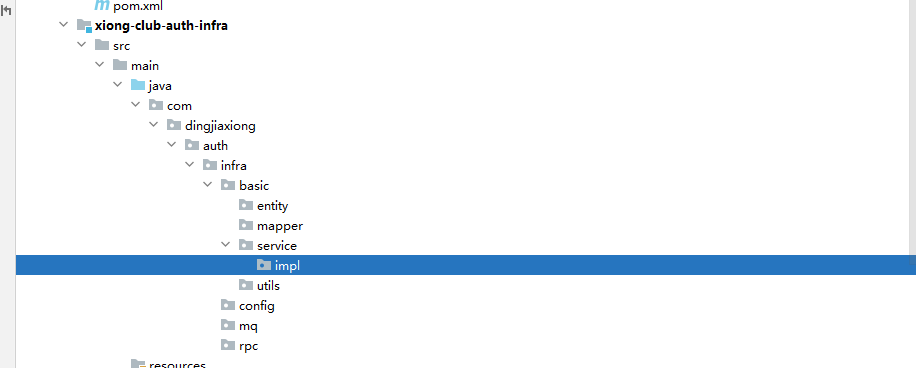 pom.xml
xiong-club-auth-infra
src
main
java
com
dingjiaxiong
auth
infra
basic
entity
mapper
service
impl
utils
config
mq
rpc
resources